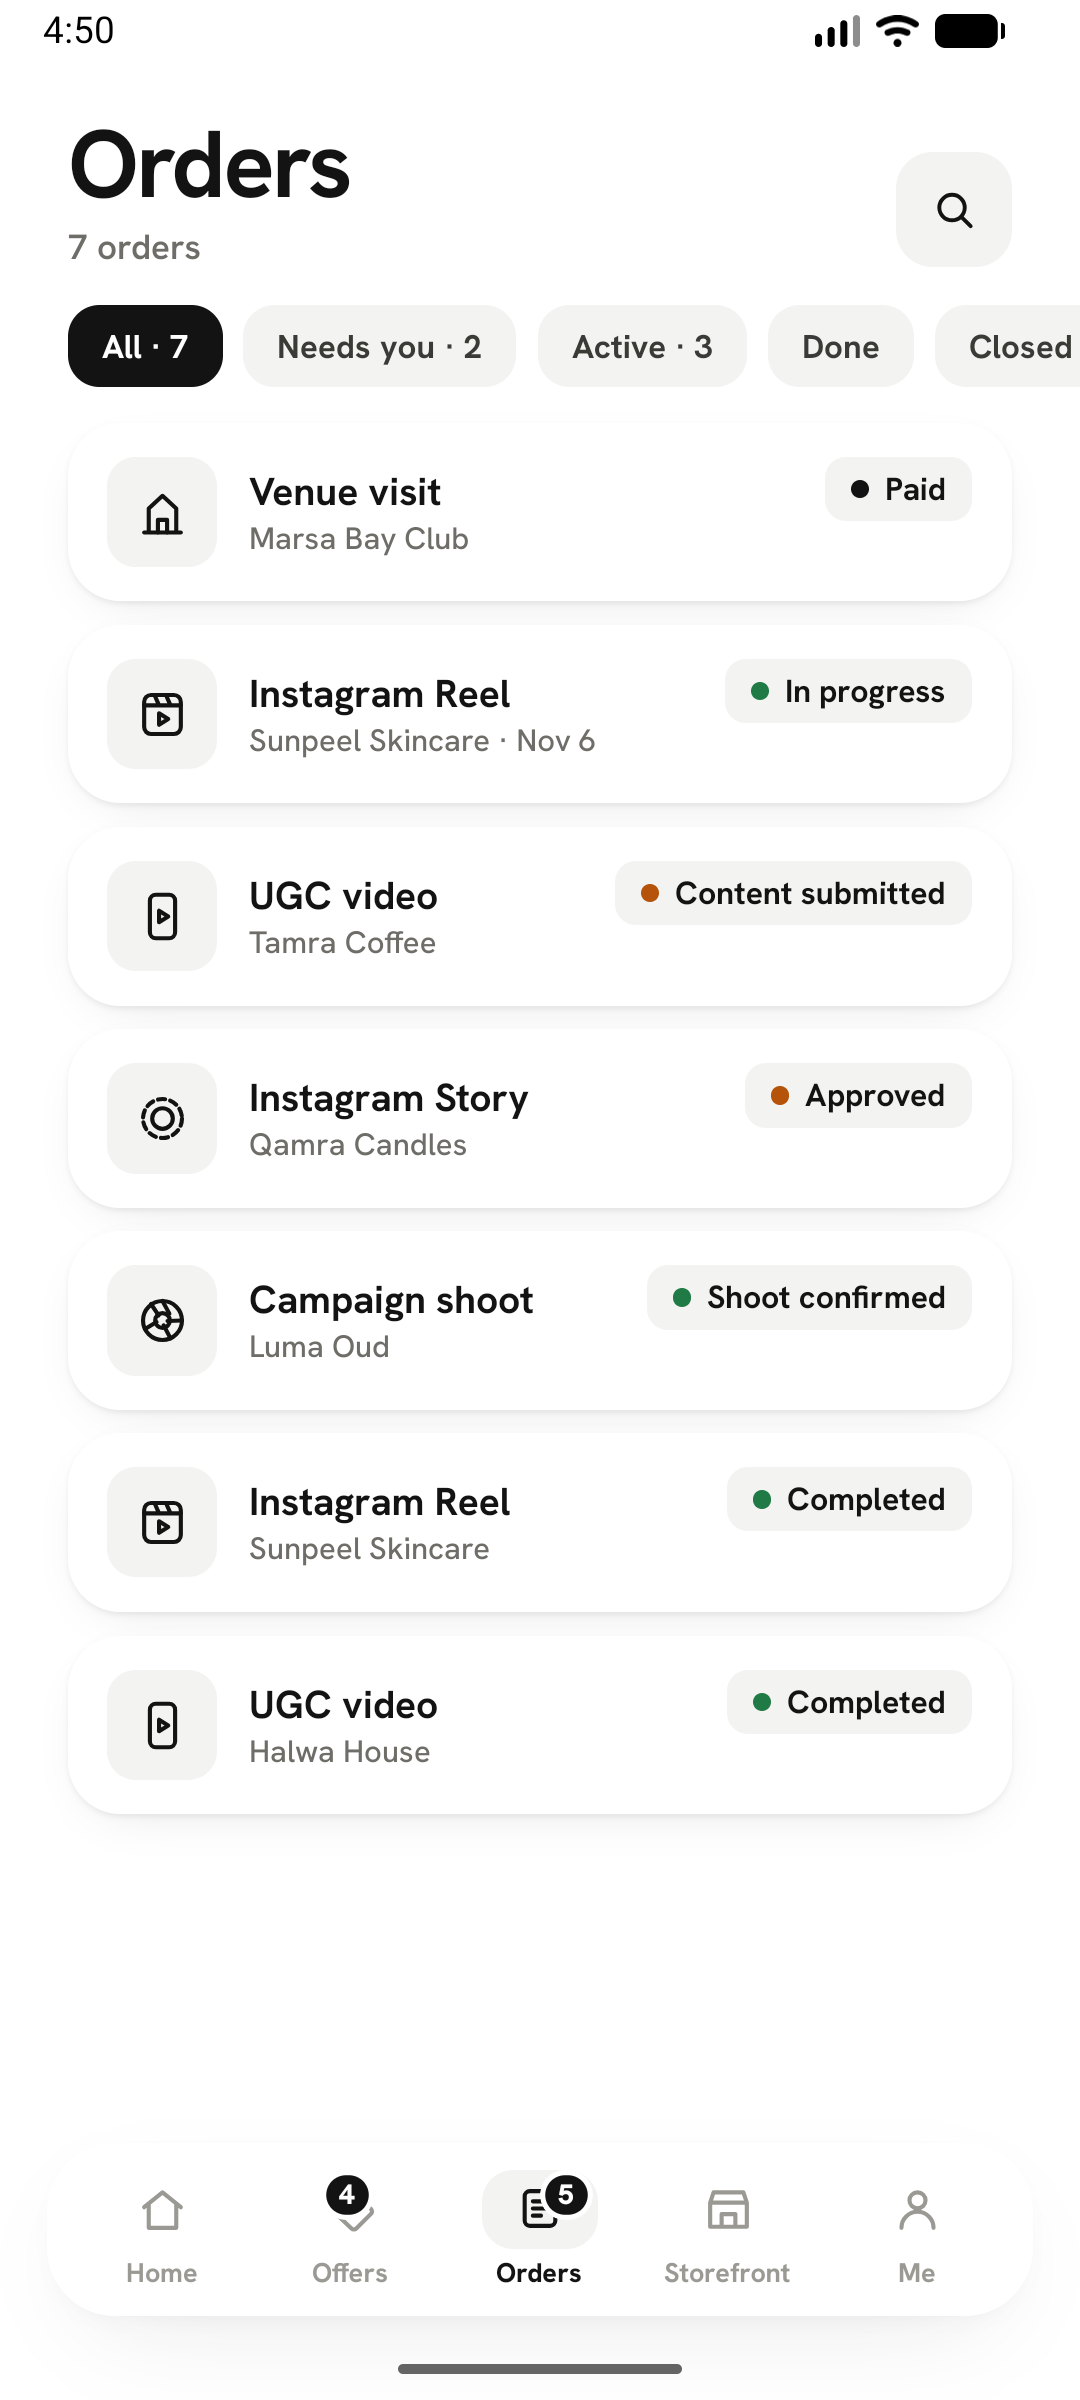 4:50
Orders
7 orders
All · 7
Needs you · 2
Active · 3
Done
Closed
Venue visit
Paid
Marsa Bay Club
Instagram Reel
In progress
Sunpeel Skincare · Nov 6
UGC video
Content submitted
Tamra Coffee
Instagram Story
Approved
Qamra Candles
Campaign shoot
Shoot confirmed
Luma Oud
Instagram Reel
Completed
Sunpeel Skincare
UGC video
Completed
Halwa House
4
5
Home
Offers
Orders
Storefront
Me